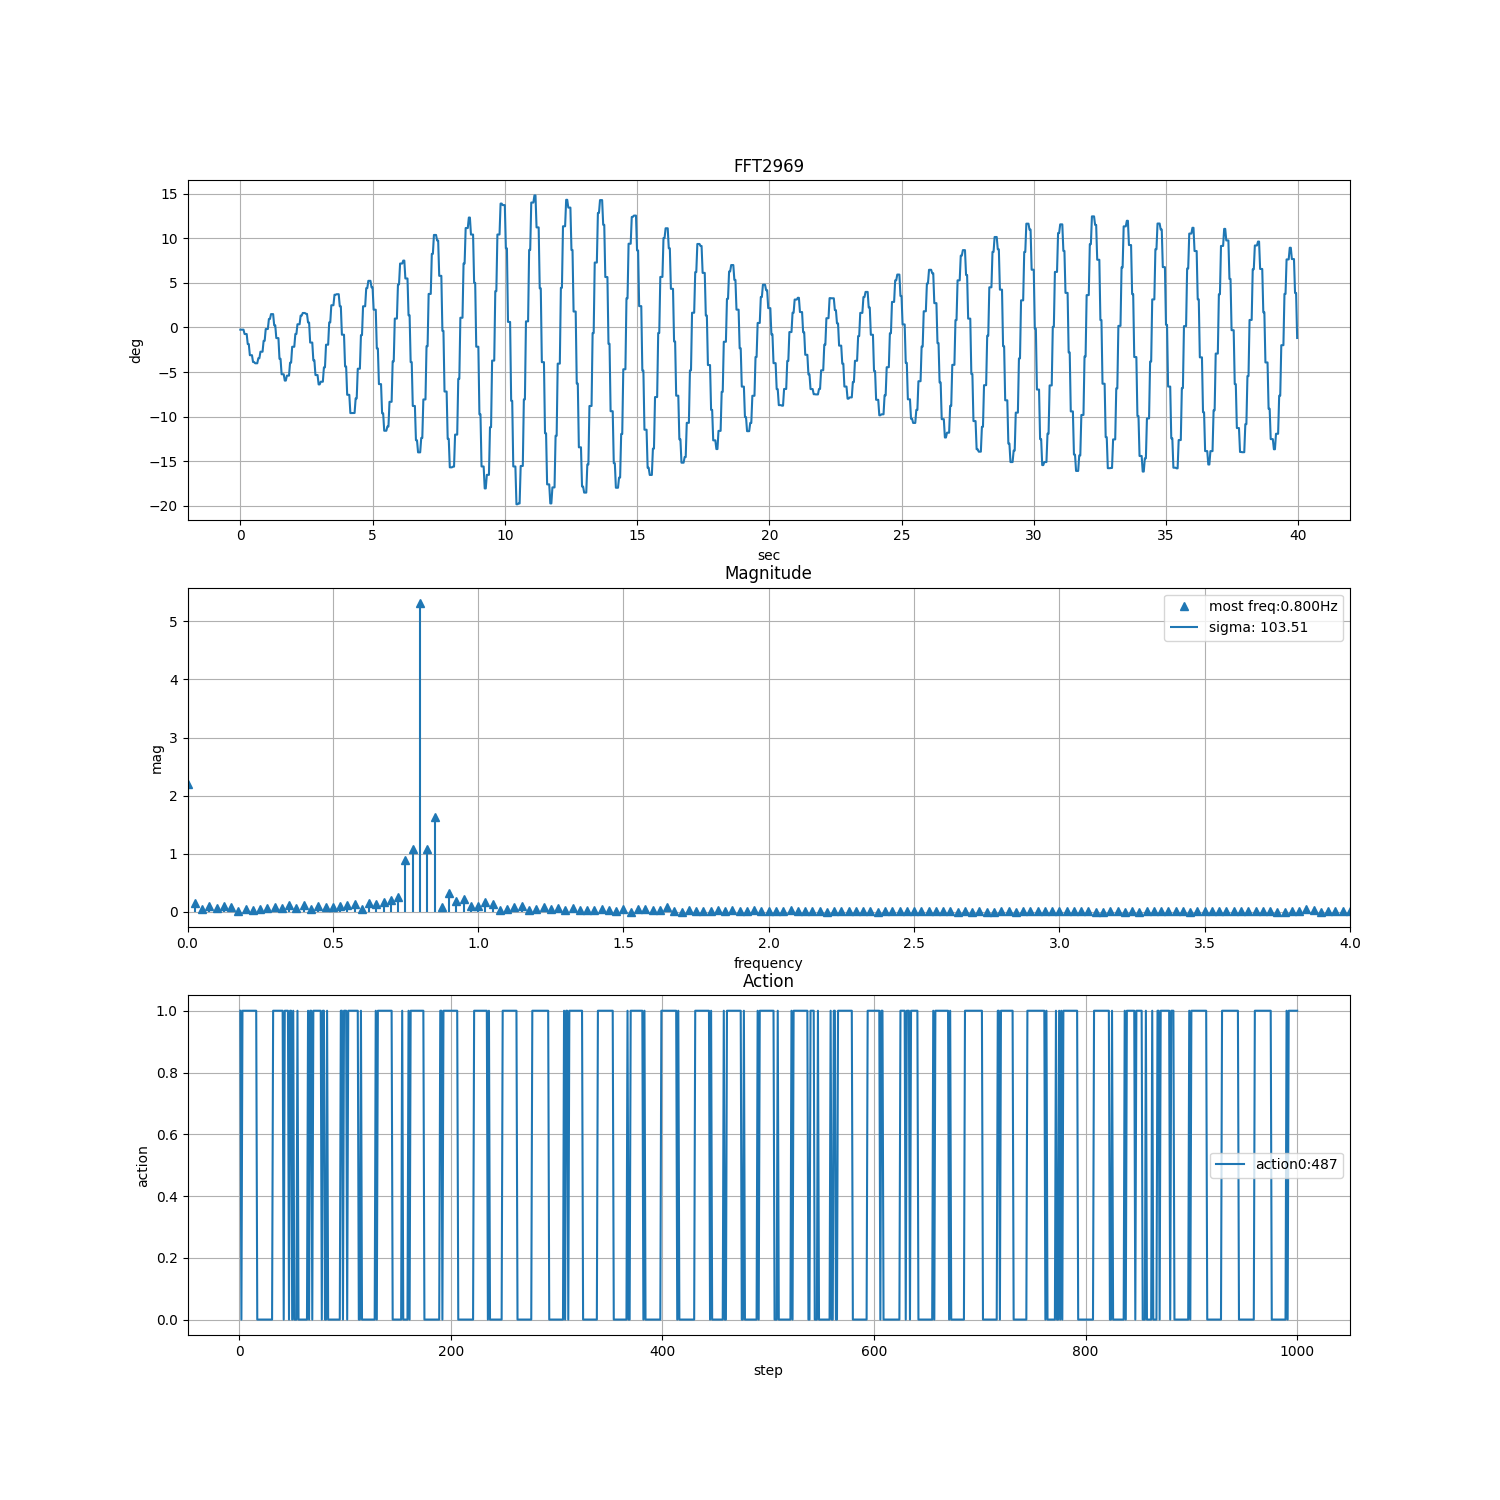 FFT2969
15
10
5
0
−5
−10
−15
−20
deg
0 5 10 15 20 25 30 35 40
sec
Magnitude
most freq:0.800Hz
sigma: 103.51
5
4
3
2
1
0
mag
0.0 0.5 1.0 1.5 2.0 2.5 3.0 3.5 4.0
frequency
Action
1.0
0.8
0.6
0.4
0.2
0.0
action
action0:487
0 200 400 600 800 1000
step